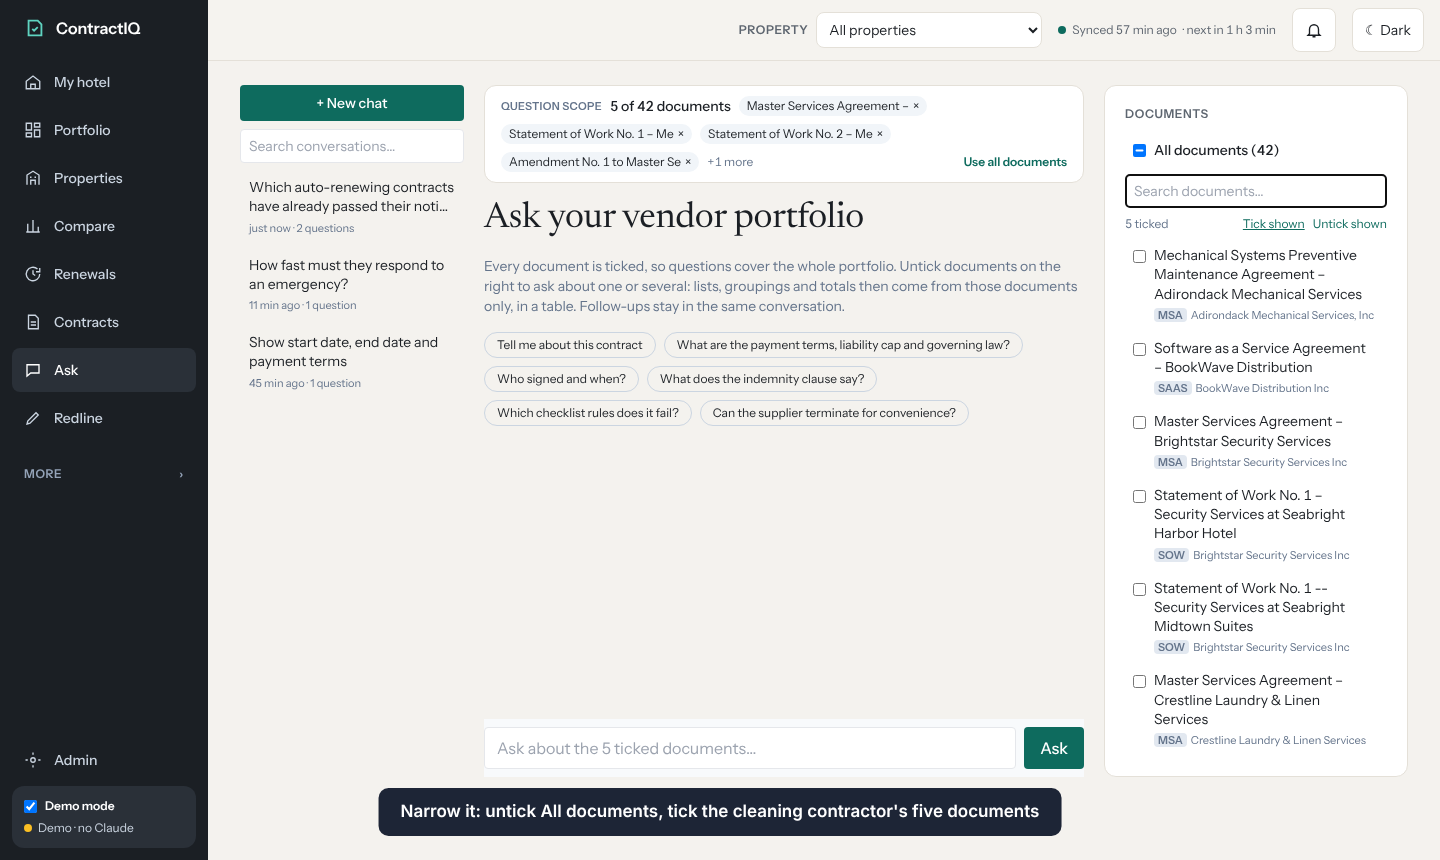 ContractIQ
My hotel
Portfolio
Properties
Compare
Renewals
Contracts
Ask
Redline
MORE
Admin
Demo mode
Demo · no Claude
PROPERTY
All properties
Synced 57 min ago · next in 1 h 3 min
Dark
+ New chat
Search conversations...
Which auto-renewing contracts
have already passed their noti...
just now · 2 questions
How fast must they respond to
an emergency?
11 min ago · 1 question
Show start date, end date and
payment terms
45 min ago · 1 question
QUESTION SCOPE 5 of 42 documents Master Services Agreement – ×
Statement of Work No. 1 – Me × Statement of Work No. 2 – Me ×
Amendment No. 1 to Master Se × +1 more Use all documents
Ask your vendor portfolio
Every document is ticked, so questions cover the whole portfolio. Untick documents on the
right to ask about one or several: lists, groupings and totals then come from those documents
only, in a table. Follow-ups stay in the same conversation.
Tell me about this contract What are the payment terms, liability cap and governing law?
Who signed and when? What does the indemnity clause say?
Which checklist rules does it fail? Can the supplier terminate for convenience?
Ask about the 5 ticked documents... Ask
DOCUMENTS
All documents (42)
Search documents...
5 ticked Tick shown Untick shown
Mechanical Systems Preventive
Maintenance Agreement –
Adirondack Mechanical Services
MSA Adirondack Mechanical Services, Inc
Software as a Service Agreement
– BookWave Distribution
SAAS BookWave Distribution Inc
Master Services Agreement –
Brightstar Security Services
MSA Brightstar Security Services Inc
Statement of Work No. 1 –
Security Services at Seabright
Harbor Hotel
SOW Brightstar Security Services Inc
Statement of Work No. 1 --
Security Services at Seabright
Midtown Suites
SOW Brightstar Security Services Inc
Master Services Agreement –
Crestline Laundry & Linen
Services
MSA Crestline Laundry & Linen Services
Narrow it: untick All documents, tick the cleaning contractor's five documents